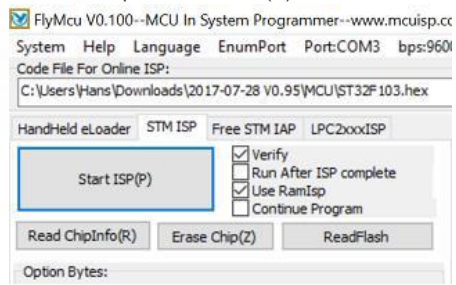 FlyMcu V0.100--MCU In System Programmer--www.mcuisp.co
System Help Language EnumPort Port:COM3 bps:9600
Code File For Online ISP:
C:\Users\Hans\Downloads\2017-07-28 V0.95\MCU\ST32F103.hex
HandHeld eLoader STM ISP Free STM IAP LPC2xxxISP
Start ISP(P)
Verify
Run After ISP complete
Use RamIsp
Continue Program
Read ChipInfo(R) Erase Chip(Z) ReadFlash
Option Bytes: